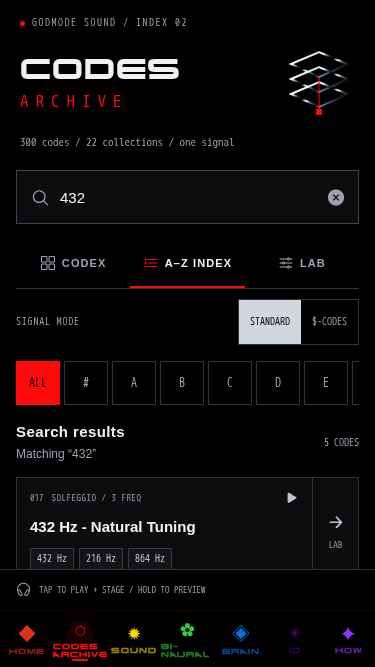 GODMODE SOUND / INDEX 02
CODES
ARCHIVE
300 codes / 22 collections / one signal
432
CODEX
A–Z INDEX
LAB
SIGNAL MODE
STANDARD
$-CODES
ALL
#
A
B
C
D
E
Search results
5 CODES
Matching “432”
017 SOLFEGGIO / 3 FREQ
432 Hz - Natural Tuning
LAB
432 Hz
216 Hz
864 Hz
TAP TO PLAY + STAGE / HOLD TO PREVIEW
HOME
CODES
ARCHIVE
SOUND
BI-
NAURAL
BRAIN
IQ
HOW